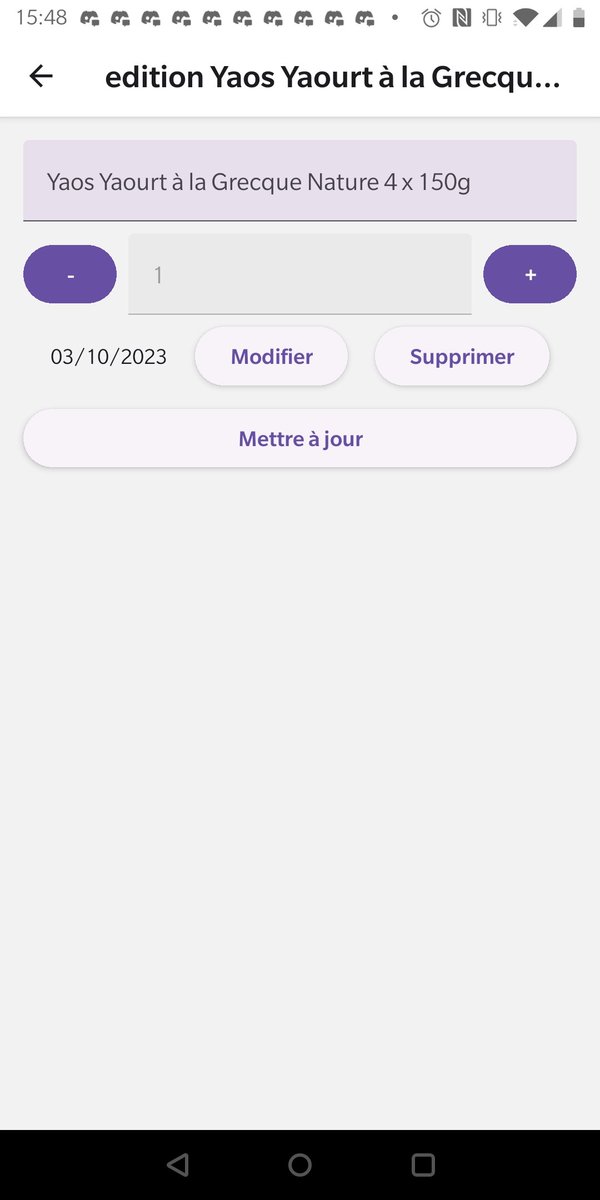 15:48
edition Yaos Yaourt à la Grecqu...
Yaos Yaourt à la Grecque Nature 4 x 150g
- 1 +
03/10/2023 Modifier Supprimer
Mettre à jour